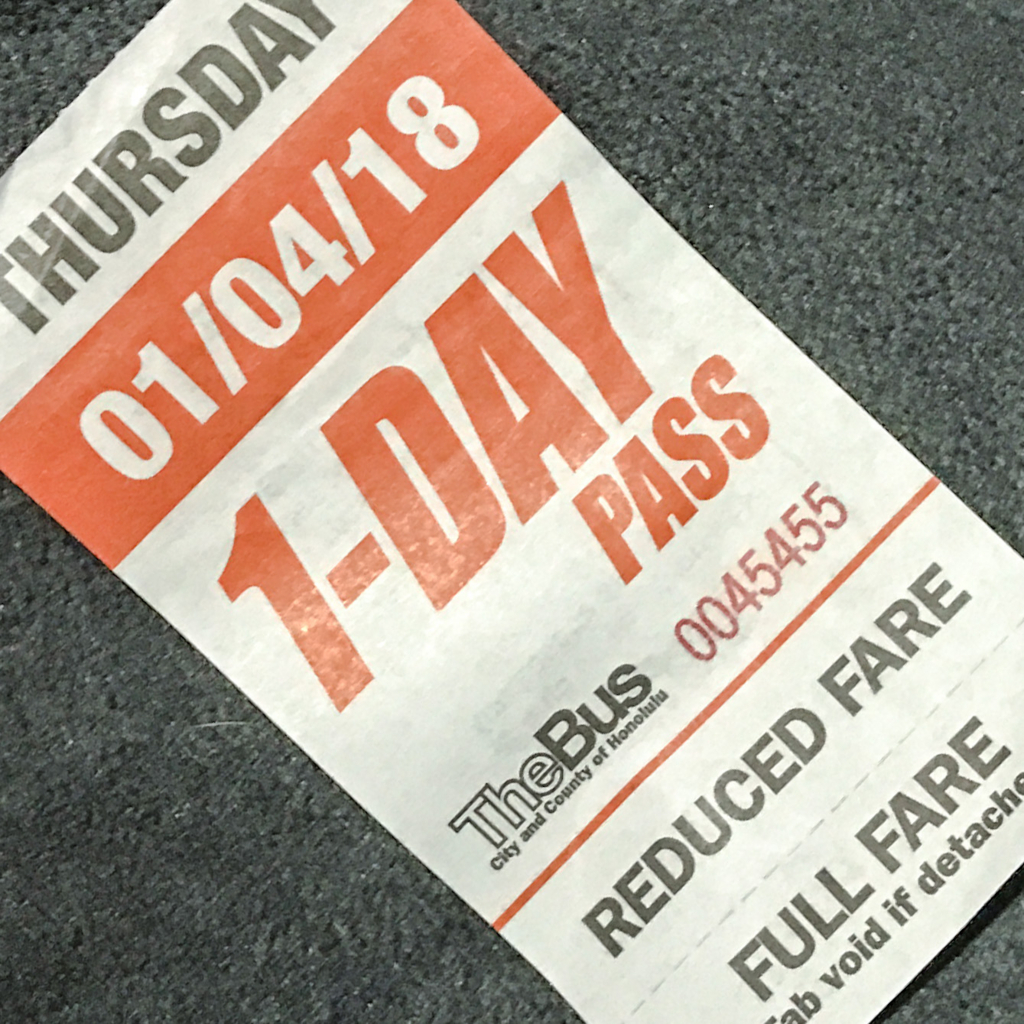 THURSDAY
01/04/18
1-DAY
PASS
0045455
TheBus
city and County of Honolulu
REDUCED FARE
FULL FARE
Tab void if detache